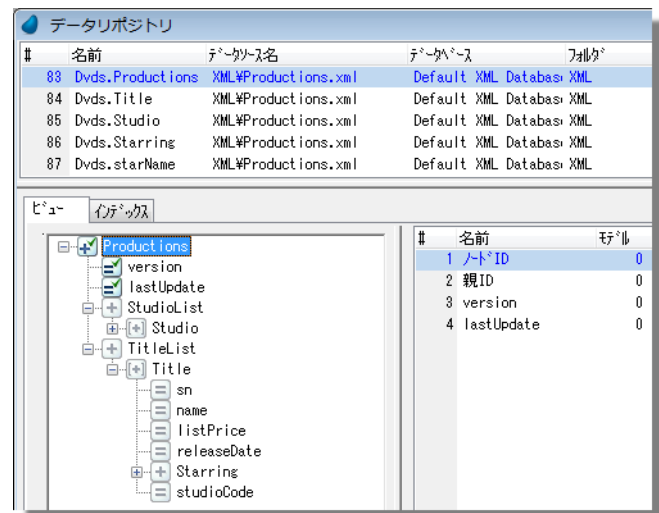 データリポジトリ
# 名前 ﾃﾞｰﾀｿｰｽ名 ﾃﾞｰﾀﾍﾞｰｽ ﾌｫﾙﾀﾞ
83 Dvds.Productions XML¥Productions.xml Default XML Databas XML
84 Dvds.Title XML¥Productions.xml Default XML Databas XML
85 Dvds.Studio XML¥Productions.xml Default XML Databas XML
86 Dvds.Starring XML¥Productions.xml Default XML Databas XML
87 Dvds.starName XML¥Productions.xml Default XML Databas XML
ﾋﾞｭｰ ｲﾝﾃﾞｯｸｽ
Productions
version
lastUpdate
StudioList
Studio
TitleList
Title
sn
name
listPrice
releaseDate
Starring
studioCode
# 名前 ﾓﾃﾞﾙ
1 ﾉｰﾄﾞID 0
2 親ID 0
3 version 0
4 lastUpdate 0